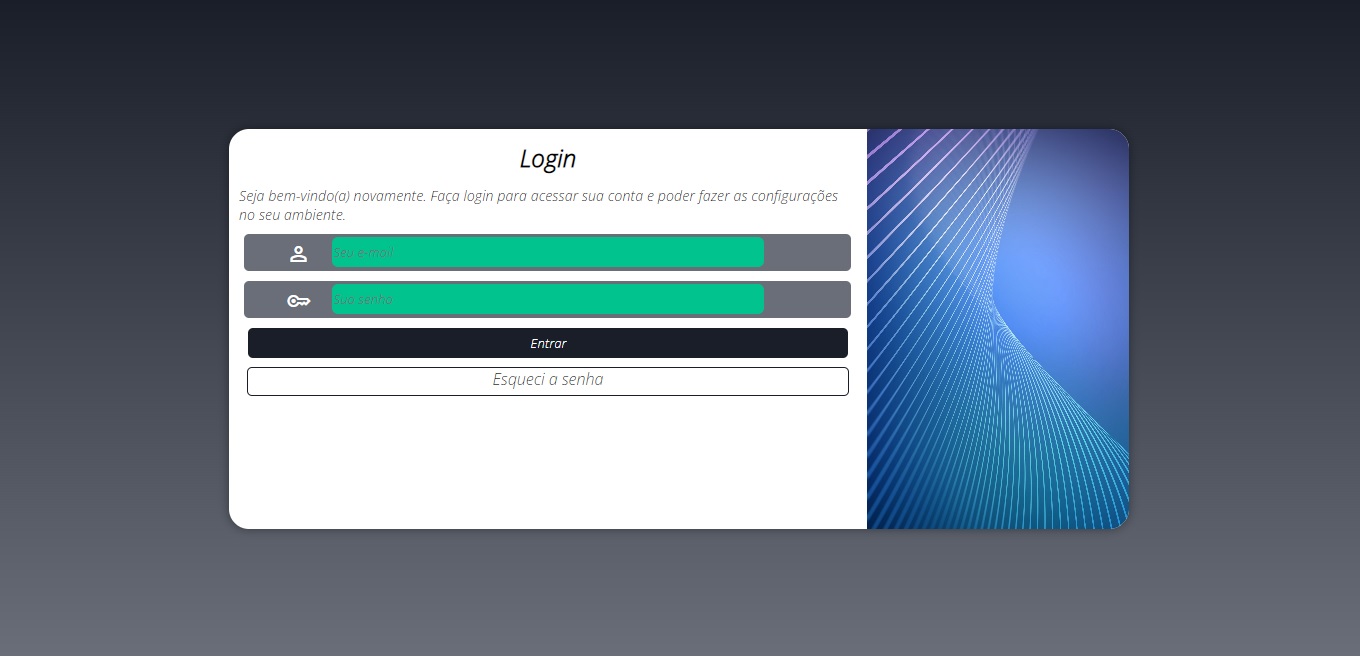 Login
Seja bem-vindo(a) novamente. Faça login para acessar sua conta e poder fazer as configurações
no seu ambiente.
Seu e-mail
Sua senha
Entrar
Esqueci a senha